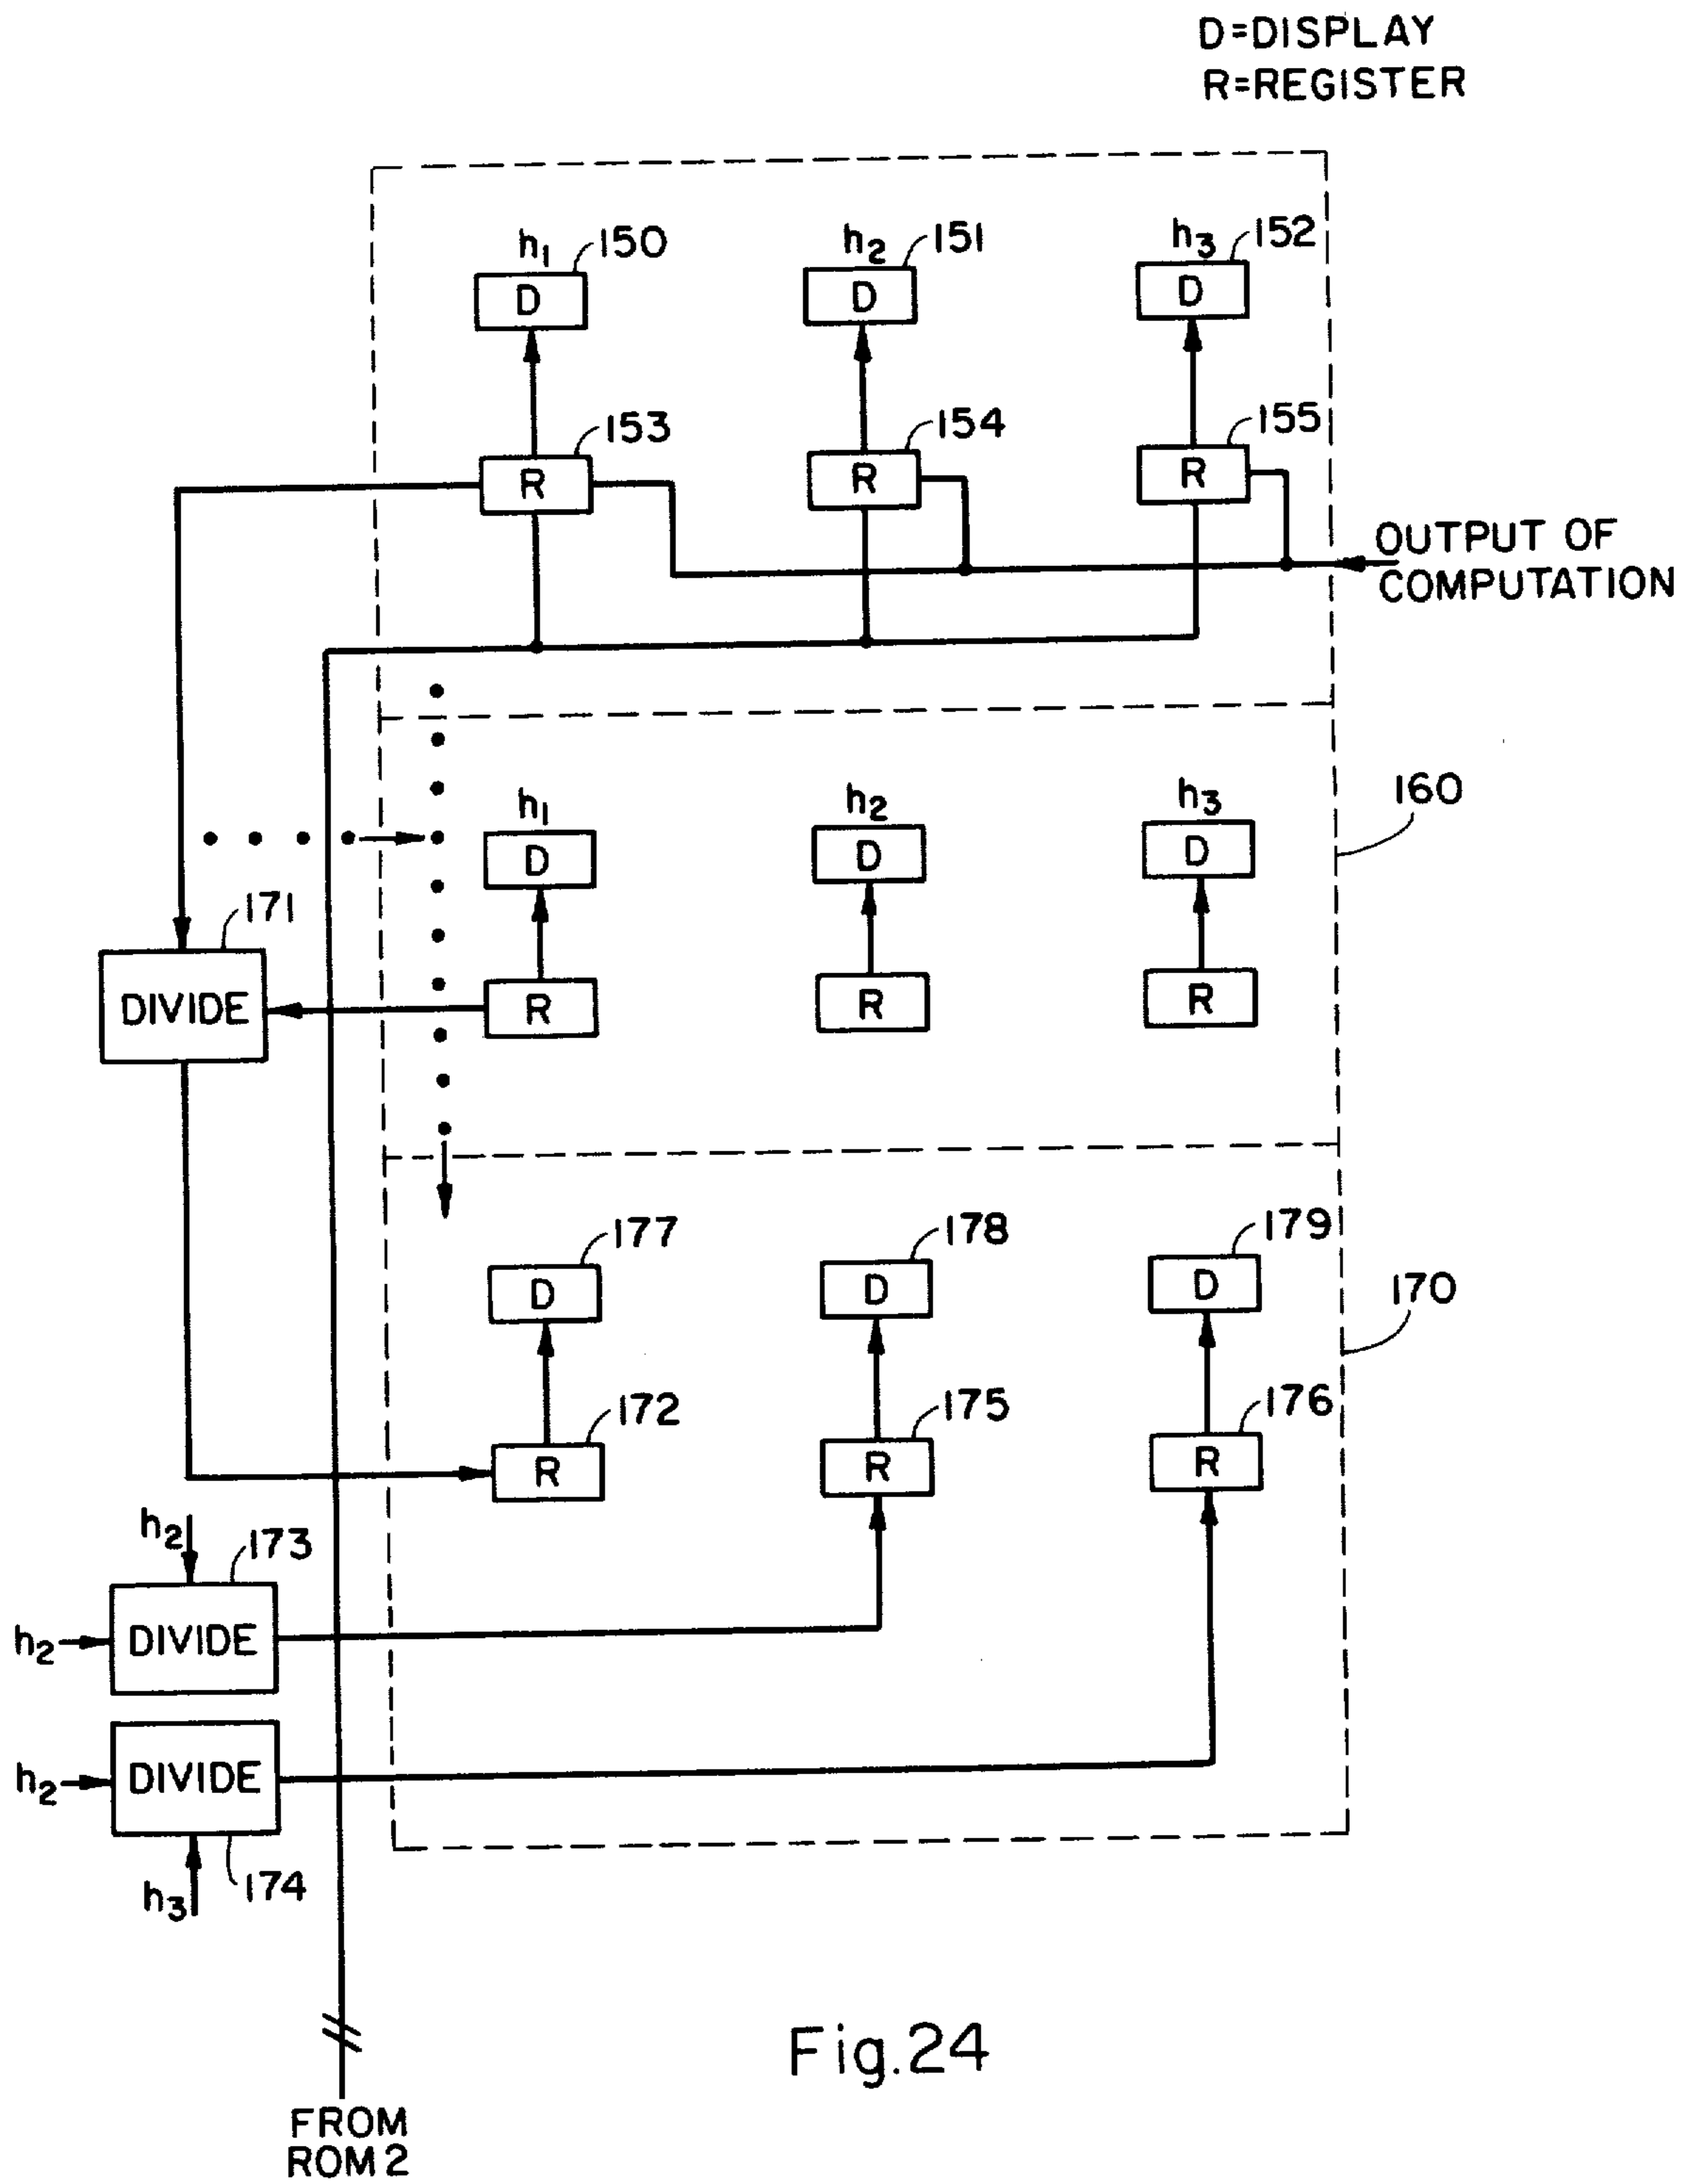 D=DISPLAY
R=REGISTER
h1 150 h2 151 h3 152
D D D
153 154 155
R R R
OUTPUT OF
COMPUTATION
160
h1 h2 h3
D D D
171
DIVIDE R R R
177 178 179
D D D
170
172 175 176
R R R
h2 173
h2 DIVIDE
h2 DIVIDE
h3 174
Fig.24
FROM
ROM 2